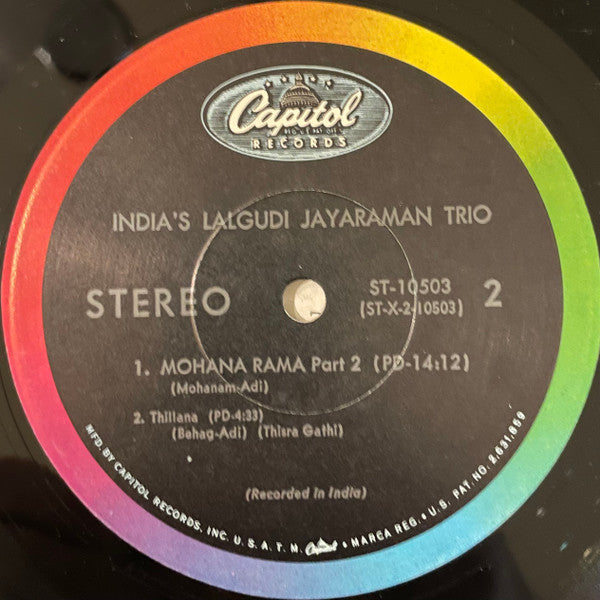 Capitol
RECORDS
INDIA'S LALGUDI JAYARAMAN TRIO
STEREO
ST-10503
(ST-X-2-10503)
2
1. MOHANA RAMA Part 2 (PD-14:12)
(Mohanam-Adi)
2. Thillana (PD-4:33)
(Behag-Adi) (Thisra Gathi)
(Recorded in India)
MFD. BY CAPITOL RECORDS, INC. U. S. A. T. M. Capitol • MARCA REG. • U. S. PAT. NO. 2,631,859